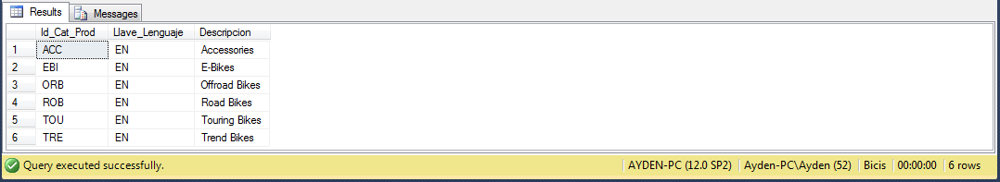 Results Messages
Id_Cat_Prod Llave_Lenguaje Descripcion
1 ACC EN Accessories
2 EBI EN E-Bikes
3 ORB EN Offroad Bikes
4 ROB EN Road Bikes
5 TOU EN Touring Bikes
6 TRE EN Trend Bikes
Query executed successfully. AYDEN-PC (12.0 SP2) Ayden-PC\Ayden (52) Bicis 00:00:00 6 rows